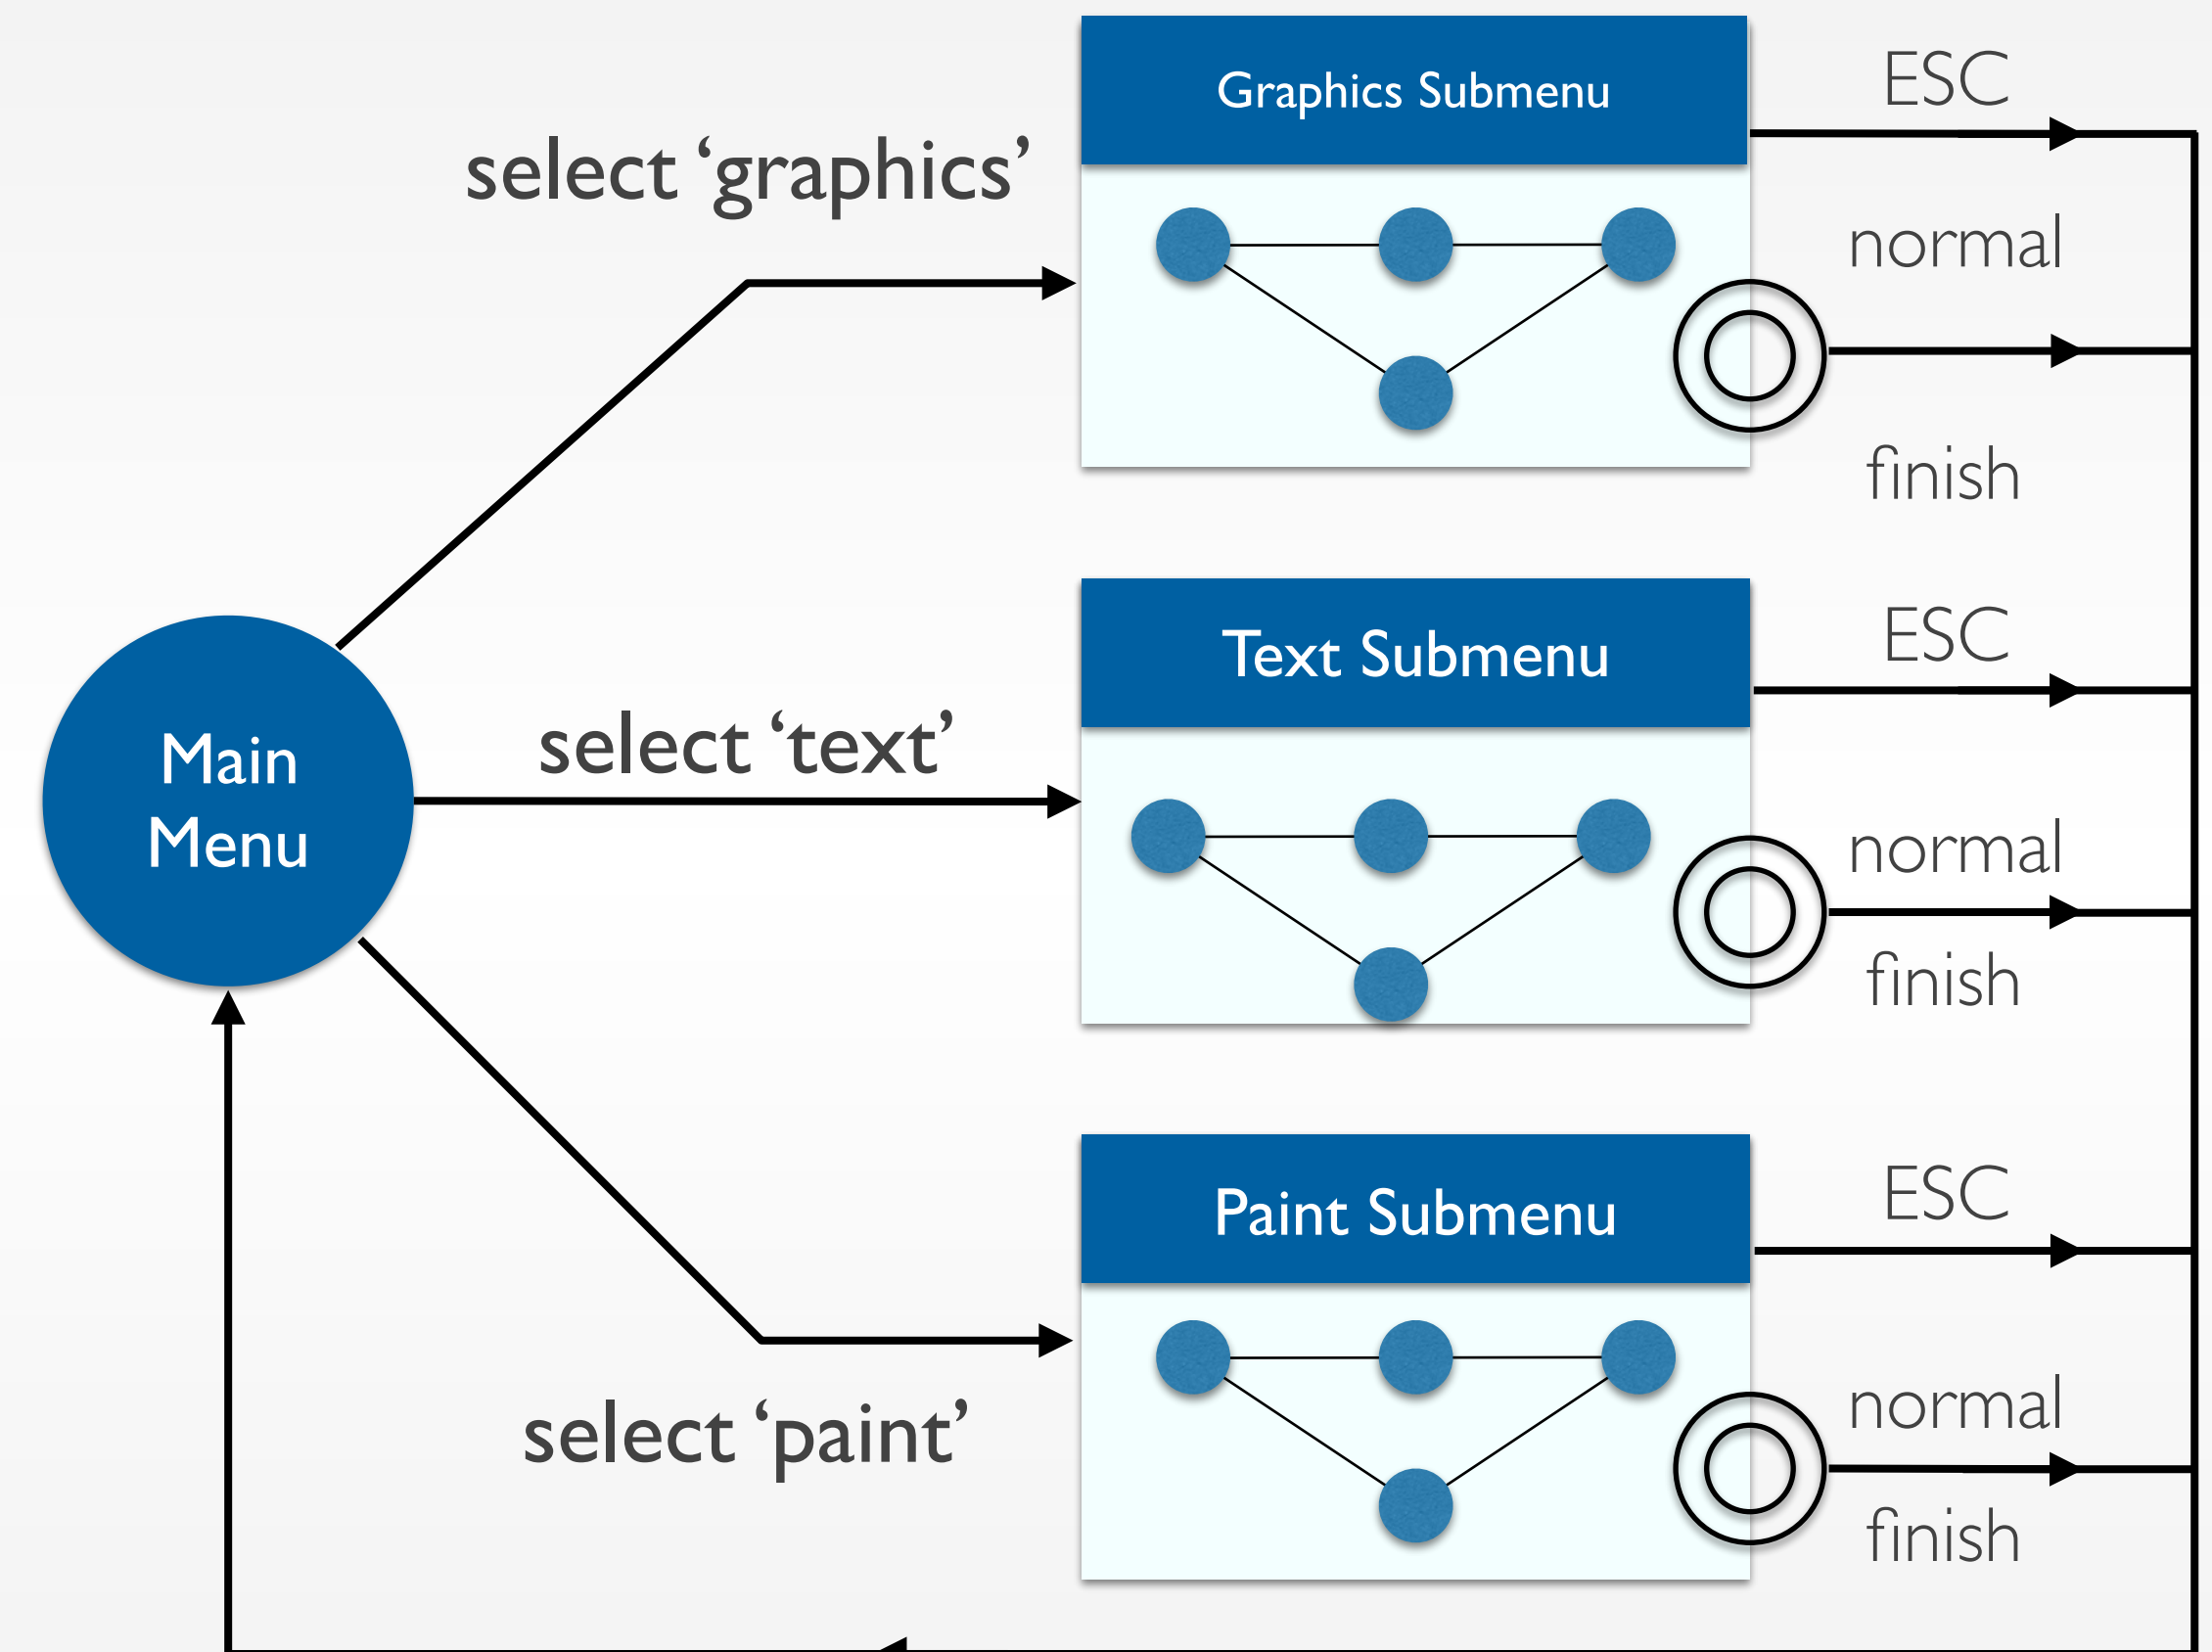 Graphics Submenu
ESC
select ‘graphics’
normal
finish
Text Submenu
ESC
Main
Menu
select ‘text’
normal
finish
Paint Submenu
ESC
select ‘paint’
normal
finish